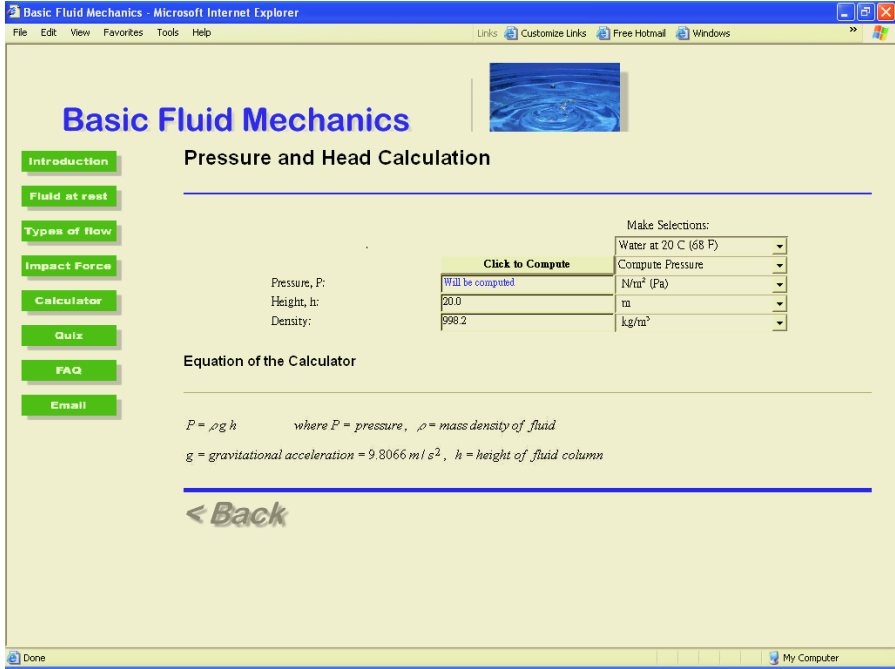 Basic Fluid Mechanics - Microsoft Internet Explorer
File Edit View Favorites Tools Help Links Customize Links Free Hotmail Windows »
Basic Fluid Mechanics
Introduction
Fluid at rest
Types of flow
Impact Force
Calculator
Quiz
FAQ
Email
Pressure and Head Calculation
Make Selections:
Water at 20 C (68 F)
Click to Compute Compute Pressure
Pressure, P: Will be computed N/m² (Pa)
Height, h: 20.0 m
Density: 998.2 kg/m³
Equation of the Calculator
P = ρg h where P = pressure, ρ = mass density of fluid
g = gravitational acceleration = 9.8066 m/s², h = height of fluid column
< Back
Done My Computer